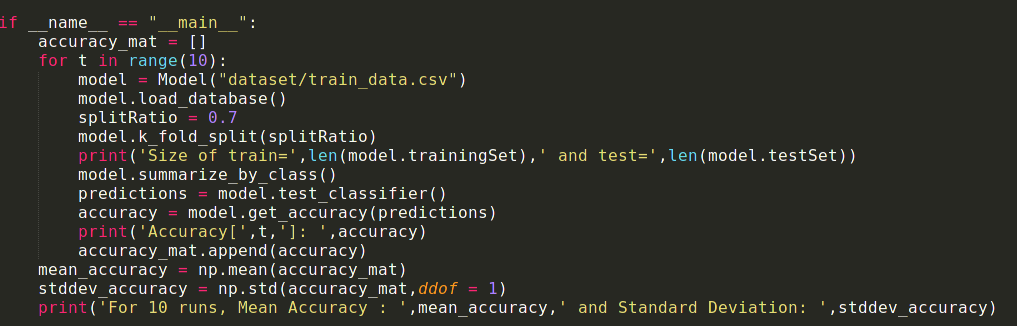 if __name__ == "__main__":
    accuracy_mat = []
    for t in range(10):
        model = Model("dataset/train_data.csv")
        model.load_database()
        splitRatio = 0.7
        model.k_fold_split(splitRatio)
        print('Size of train=',len(model.trainingSet),' and test=',len(model.testSet))
        model.summarize_by_class()
        predictions = model.test_classifier()
        accuracy = model.get_accuracy(predictions)
        print('Accuracy[',t,']: ',accuracy)
        accuracy_mat.append(accuracy)
    mean_accuracy = np.mean(accuracy_mat)
    stddev_accuracy = np.std(accuracy_mat,ddof = 1)
    print('For 10 runs, Mean Accuracy : ',mean_accuracy,' and Standard Deviation: ',stddev_accuracy)